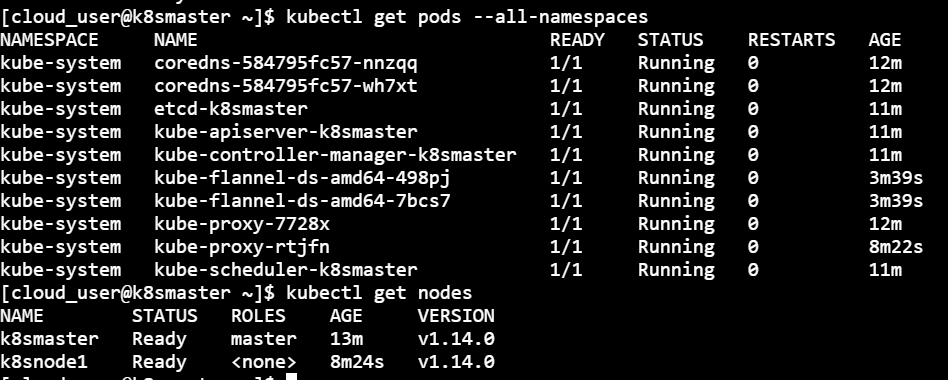 [cloud_user@k8smaster ~]$ kubectl get pods --all-namespaces
NAMESPACE NAME READY STATUS RESTARTS AGE
kube-system coredns-584795fc57-nnzqq 1/1 Running 0 12m
kube-system coredns-584795fc57-wh7xt 1/1 Running 0 12m
kube-system etcd-k8smaster 1/1 Running 0 11m
kube-system kube-apiserver-k8smaster 1/1 Running 0 11m
kube-system kube-controller-manager-k8smaster 1/1 Running 0 11m
kube-system kube-flannel-ds-amd64-498pj 1/1 Running 0 3m39s
kube-system kube-flannel-ds-amd64-7bcs7 1/1 Running 0 3m39s
kube-system kube-proxy-7728x 1/1 Running 0 12m
kube-system kube-proxy-rtjfn 1/1 Running 0 8m22s
kube-system kube-scheduler-k8smaster 1/1 Running 0 11m
[cloud_user@k8smaster ~]$ kubectl get nodes
NAME STATUS ROLES AGE VERSION
k8smaster Ready master 13m v1.14.0
k8snode1 Ready <none> 8m24s v1.14.0
[cloud_user@k8smaster ~]$